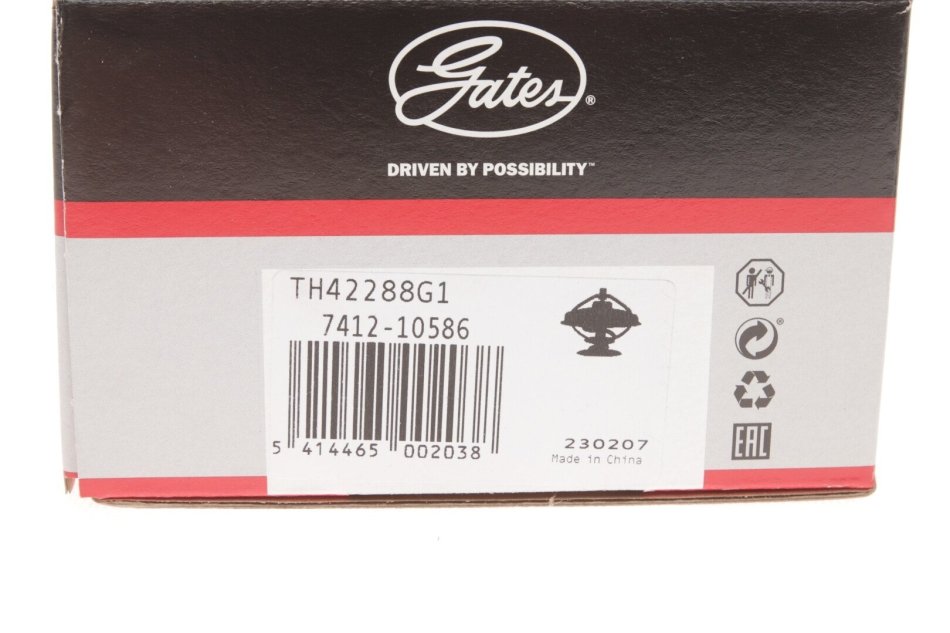 Gates®
DRIVEN BY POSSIBILITY™
TH42288G1
7412-10586
5 414465 002038
230207
Made in China
®
EAC